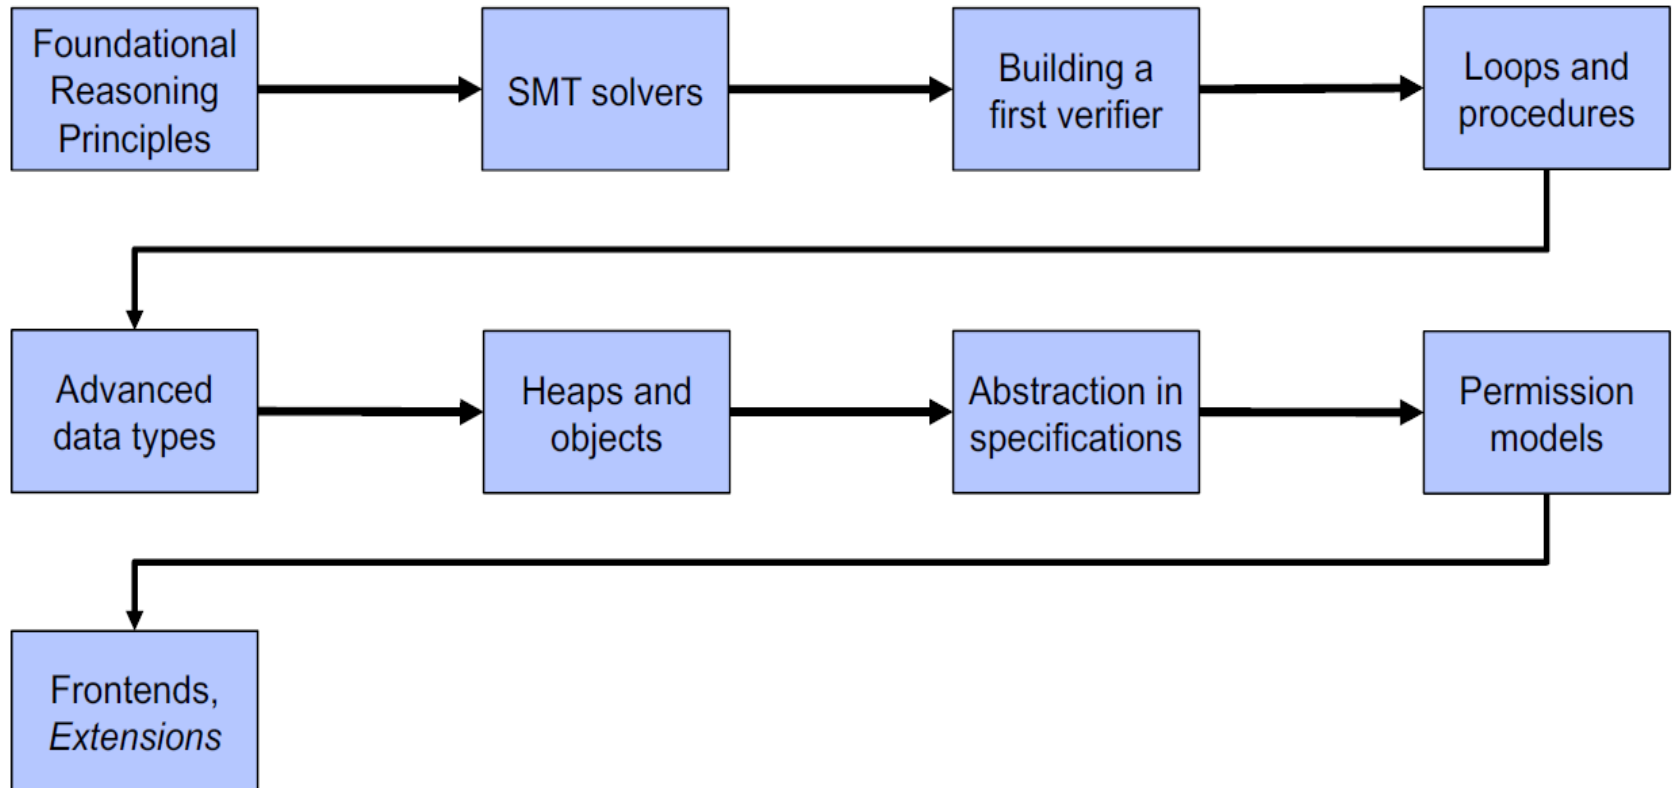 Foundational
Reasoning
Principles
SMT solvers
Building a
first verifier
Loops and
procedures
Advanced
data types
Heaps and
objects
Abstraction in
specifications
Permission
models
Frontends,
Extensions